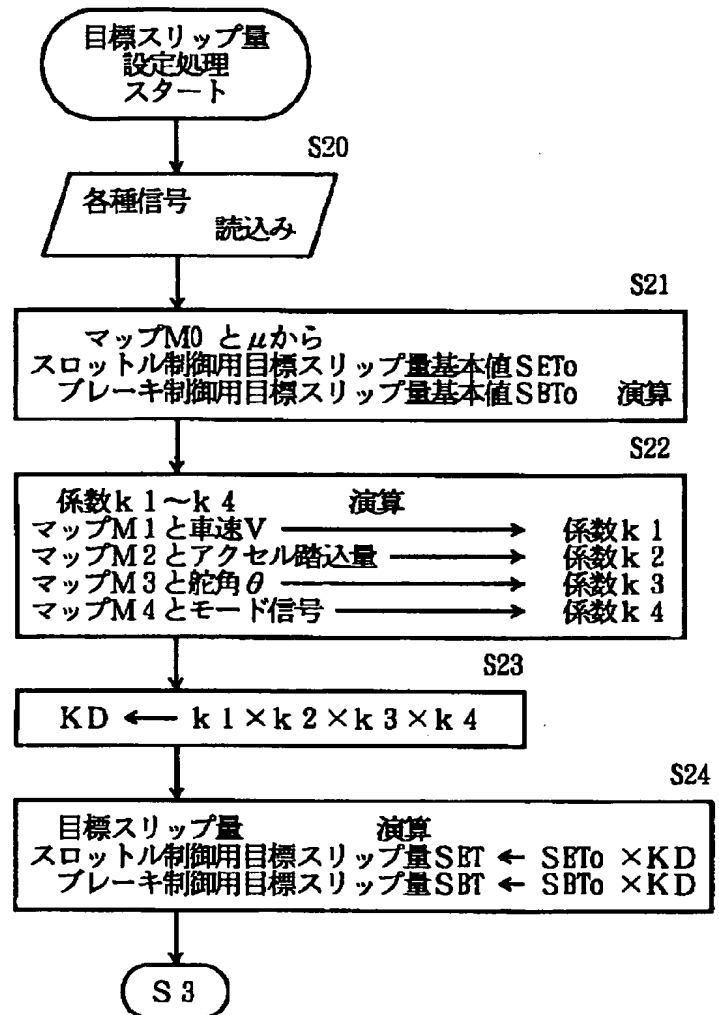 目標スリップ量
設定処理
スタート
S20
各種信号
読込み
S21
マップM0 とμから
スロットル制御用目標スリップ量基本値SETo
ブレーキ制御用目標スリップ量基本値SBTo 演算
S22
係数k1～k4 演算
マップM1と車速V → 係数k1
マップM2とアクセル踏込量 → 係数k2
マップM3と舵角θ → 係数k3
マップM4とモード信号 → 係数k4
S23
KD ← k1×k2×k3×k4
S24
目標スリップ量 演算
スロットル制御用目標スリップ量SET ← SETo ×KD
ブレーキ制御用目標スリップ量SBT ← SBTo ×KD
S3